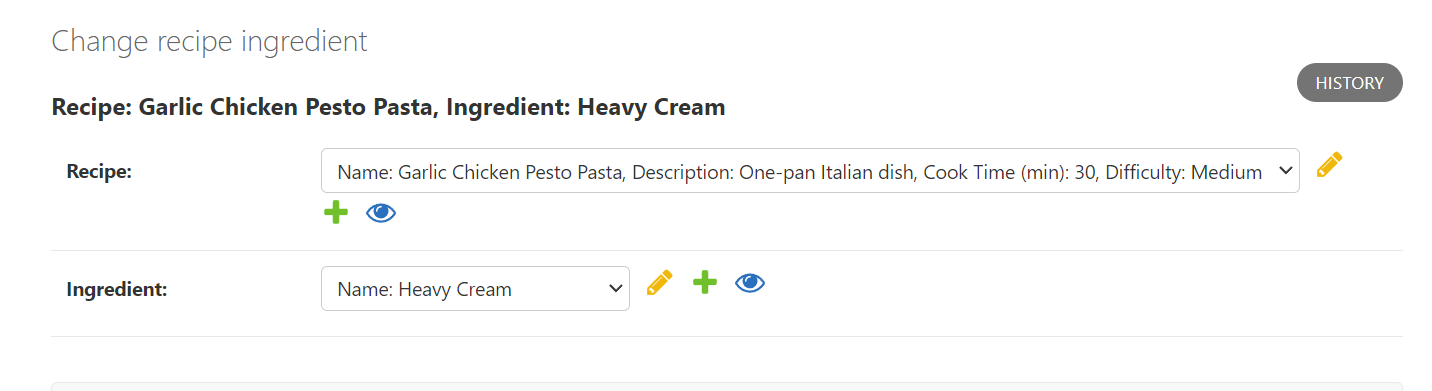 Change recipe ingredient
HISTORY
Recipe: Garlic Chicken Pesto Pasta, Ingredient: Heavy Cream
Recipe:
Name: Garlic Chicken Pesto Pasta, Description: One-pan Italian dish, Cook Time (min): 30, Difficulty: Medium
Ingredient:
Name: Heavy Cream